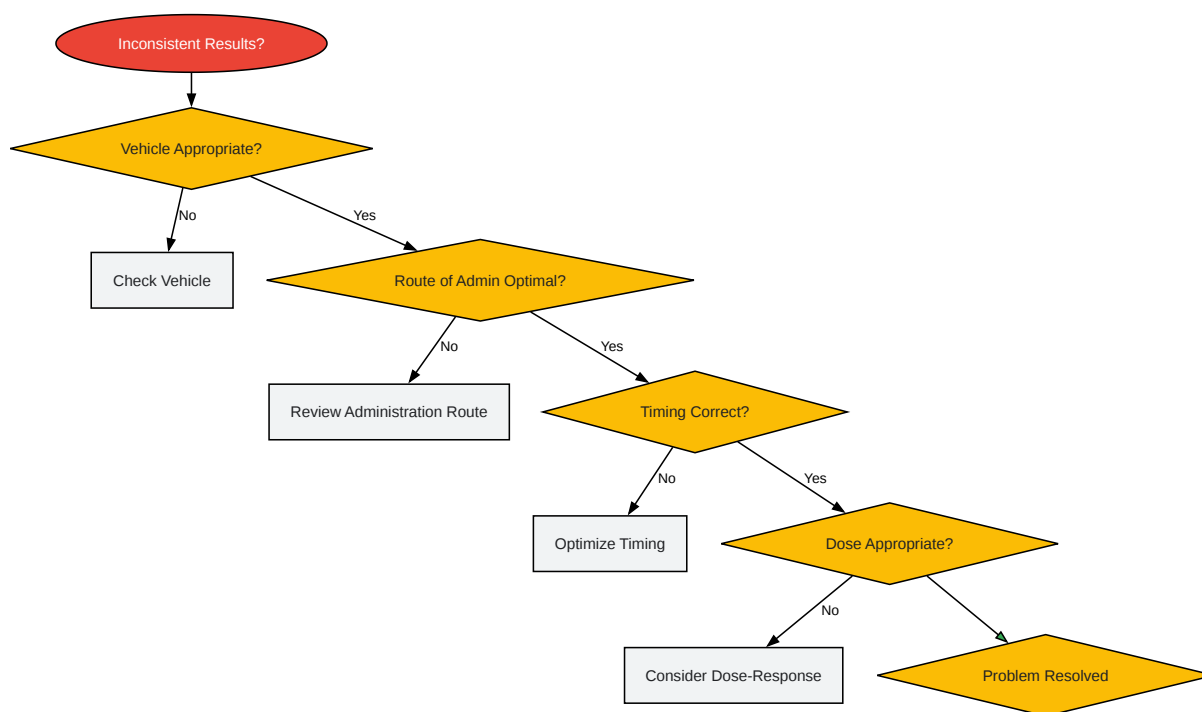 Inconsistent Results?
Vehicle Appropriate?
No
Yes
Check Vehicle
Route of Admin Optimal?
No
Yes
Review Administration Route
Timing Correct?
No
Yes
Optimize Timing
Dose Appropriate?
No
Consider Dose-Response
Problem Resolved